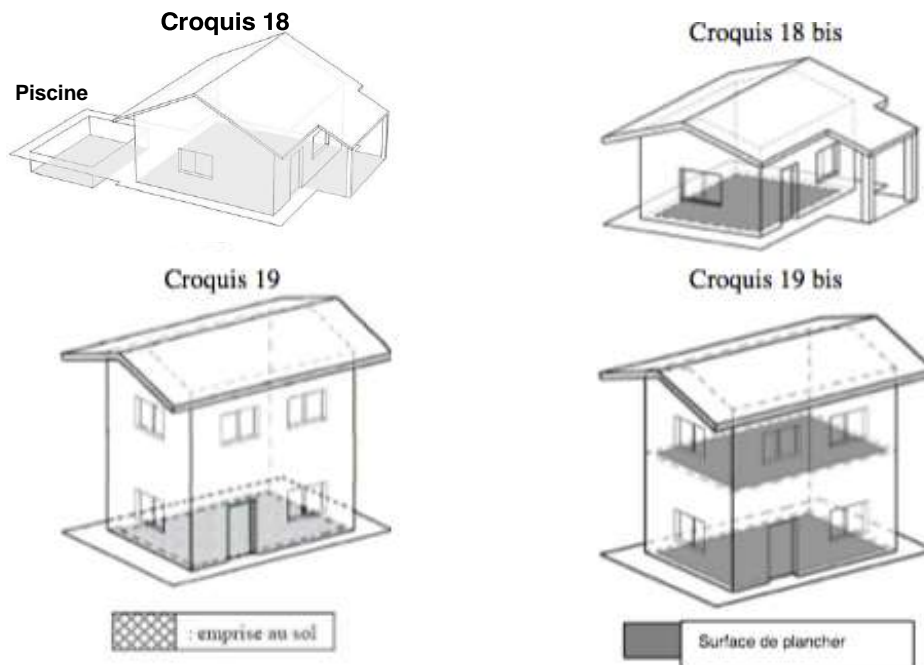 Croquis 18
Croquis 18 bis
Piscine
Croquis 19
Croquis 19 bis
: emprise au sol
Surface de plancher